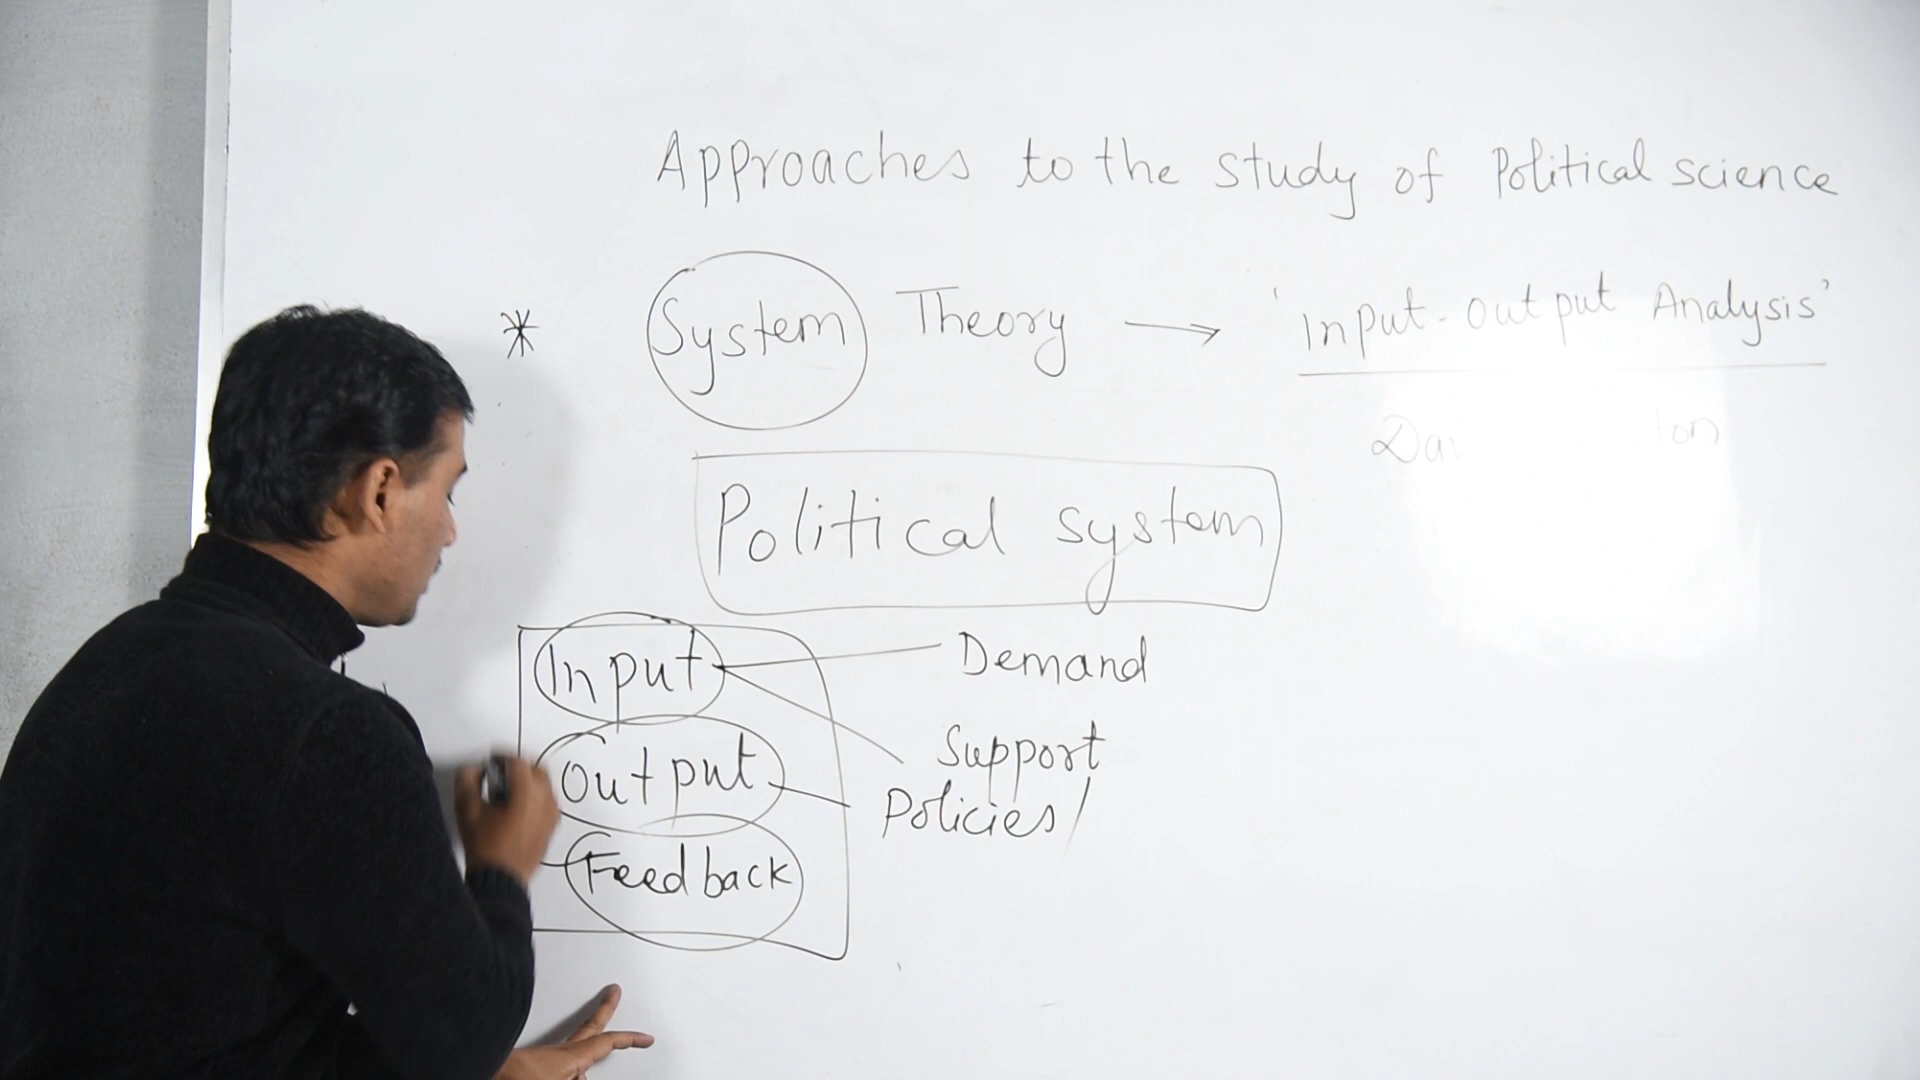 Approaches to the study of Political science
* System Theory → 'Input-output Analysis'
Political system
Input
Demand
Support
Output
Policies/
Feedback